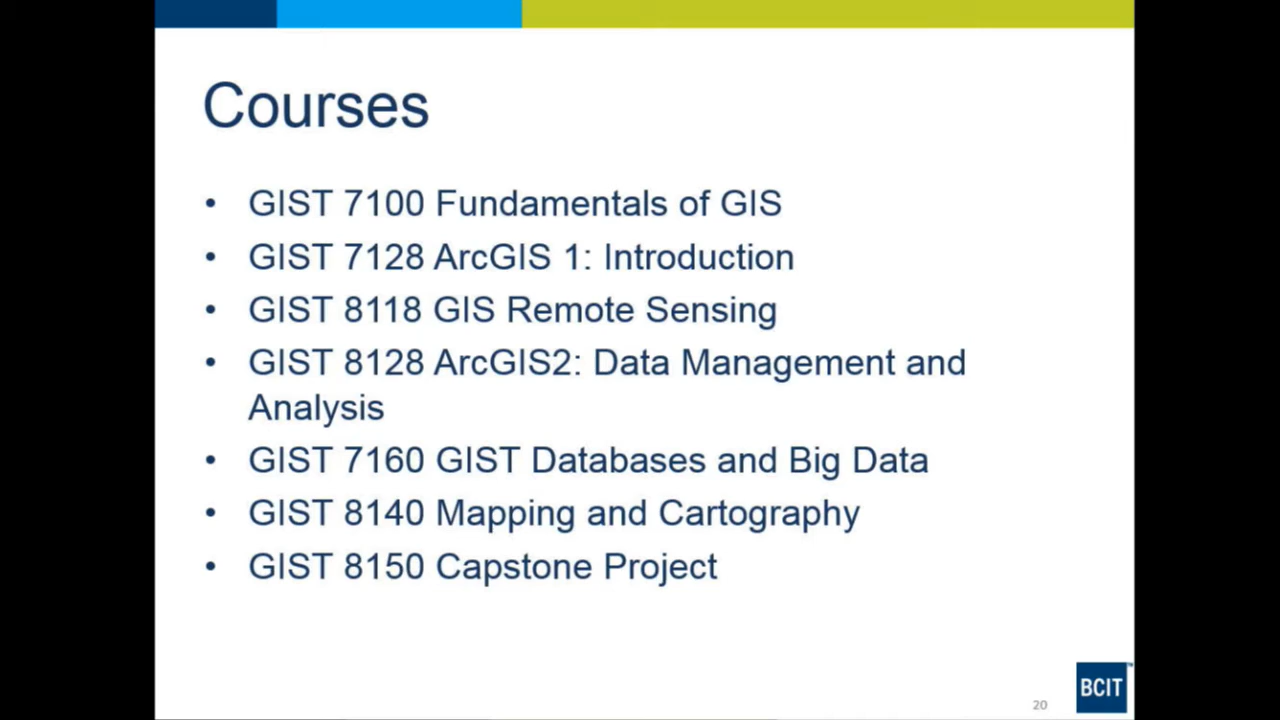 Courses
• GIST 7100 Fundamentals of GIS
• GIST 7128 ArcGIS 1: Introduction
• GIST 8118 GIS Remote Sensing
• GIST 8128 ArcGIS2: Data Management and
Analysis
• GIST 7160 GIST Databases and Big Data
• GIST 8140 Mapping and Cartography
• GIST 8150 Capstone Project
20
BCIT™